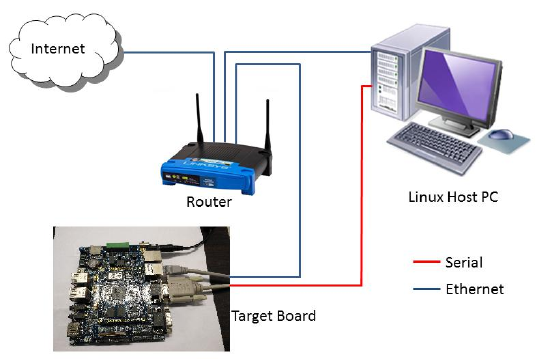 Internet
Router
Linux Host PC
Serial
Ethernet
Target Board